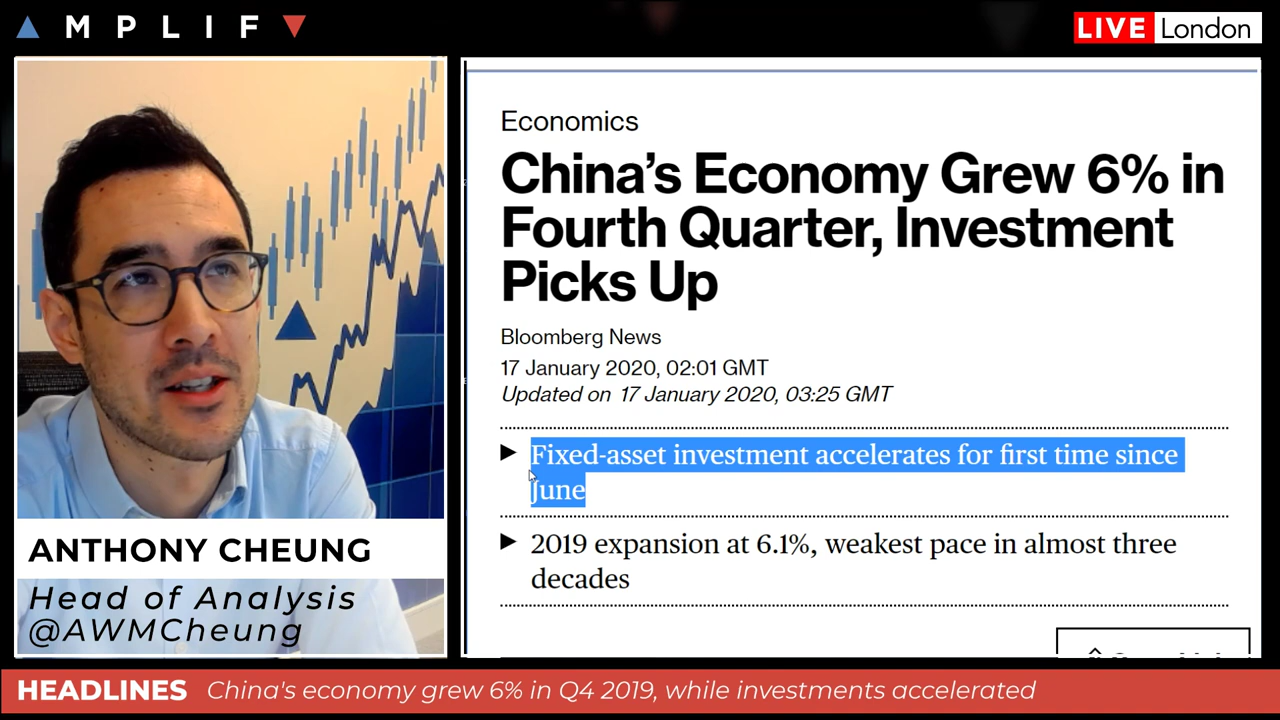 MPLIF
LIVE London
Economics
China's Economy Grew 6% in
Fourth Quarter, Investment
Picks Up
Bloomberg News
17 January 2020, 02:01 GMT
Updated on 17 January 2020, 03:25 GMT
Fixed-asset investment accelerates for first time since
June
2019 expansion at 6.1%, weakest pace in almost three
decades
ANTHONY CHEUNG
Head of Analysis
@AWMCheung
HEADLINES China's economy grew 6% in Q4 2019, while investments accelerated